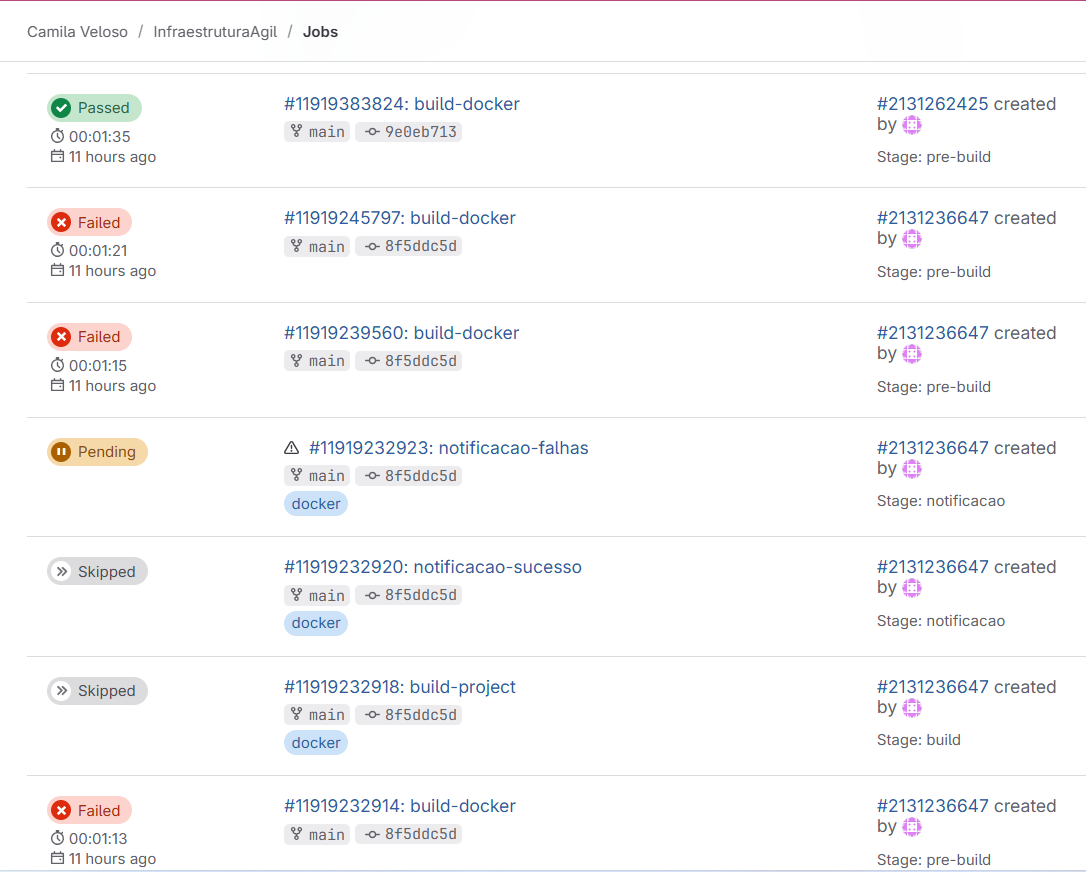 Camila Veloso / InfraestruturaAgil / Jobs
Passed
00:01:35
11 hours ago
#11919383824: build-docker
main 9e0eb713
#2131262425 created
by
Stage: pre-build
Failed
00:01:21
11 hours ago
#11919245797: build-docker
main 8f5ddc5d
#2131236647 created
by
Stage: pre-build
Failed
00:01:15
11 hours ago
#11919239560: build-docker
main 8f5ddc5d
#2131236647 created
by
Stage: pre-build
Pending
#11919232923: notificacao-falhas
main 8f5ddc5d
docker
#2131236647 created
by
Stage: notificacao
Skipped
#11919232920: notificacao-sucesso
main 8f5ddc5d
docker
#2131236647 created
by
Stage: notificacao
Skipped
#11919232918: build-project
main 8f5ddc5d
docker
#2131236647 created
by
Stage: build
Failed
00:01:13
11 hours ago
#11919232914: build-docker
main 8f5ddc5d
#2131236647 created
by
Stage: pre-build